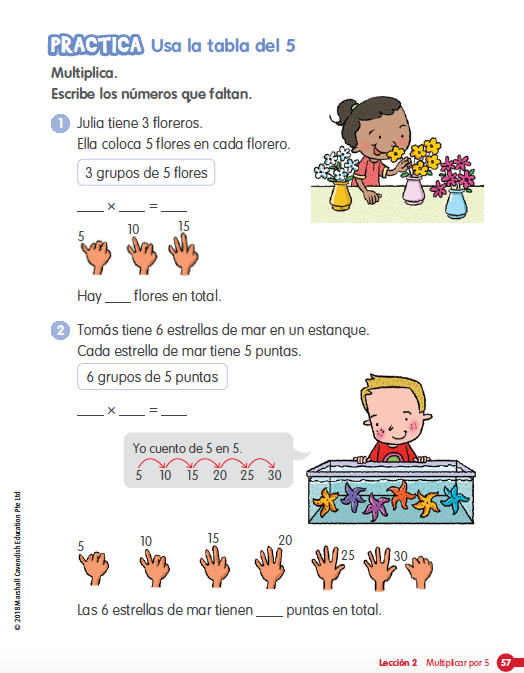 PRACTICA Usa la tabla del 5
Multiplica.
Escribe los números que faltan.
1 Julia tiene 3 floreros.
Ella coloca 5 flores en cada florero.
3 grupos de 5 flores
____ × ____ = ____
5 10 15
Hay ____ flores en total.
2 Tomás tiene 6 estrellas de mar en un estanque.
Cada estrella de mar tiene 5 puntas.
6 grupos de 5 puntas
____ × ____ = ____
Yo cuento de 5 en 5.
5 10 15 20 25 30
5 10 15 20 25 30
Las 6 estrellas de mar tienen ____ puntas en total.
© 2018 Marshall Cavendish Education Pte Ltd
Lección 2 Multiplicar por 5 57